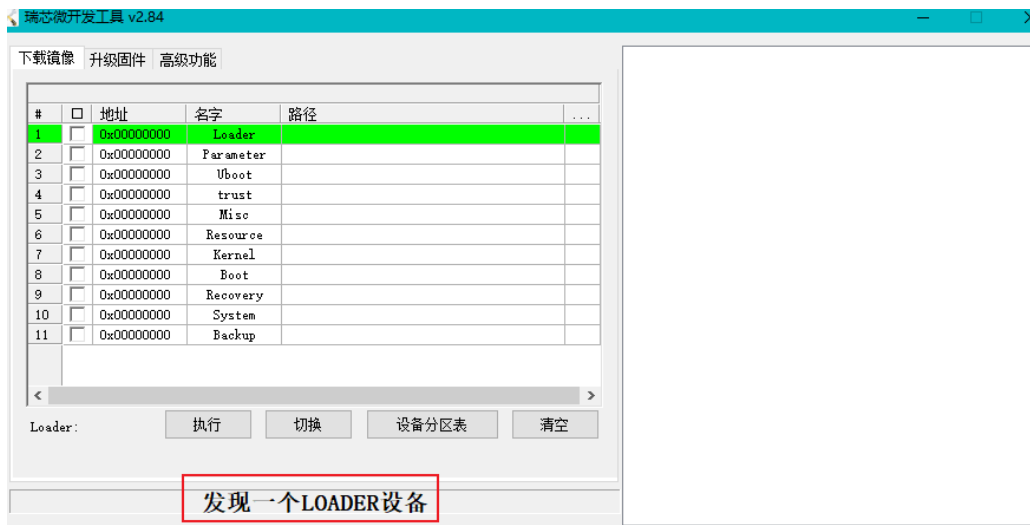 瑞芯微开发工具 v2.84
下载镜像 升级固件 高级功能
# 地址 名字 路径 ...
1 0x00000000 Loader
2 0x00000000 Parameter
3 0x00000000 Uboot
4 0x00000000 trust
5 0x00000000 Misc
6 0x00000000 Resource
7 0x00000000 Kernel
8 0x00000000 Boot
9 0x00000000 Recovery
10 0x00000000 System
11 0x00000000 Backup
Loader: 执行 切换 设备分区表 清空
发现一个LOADER设备